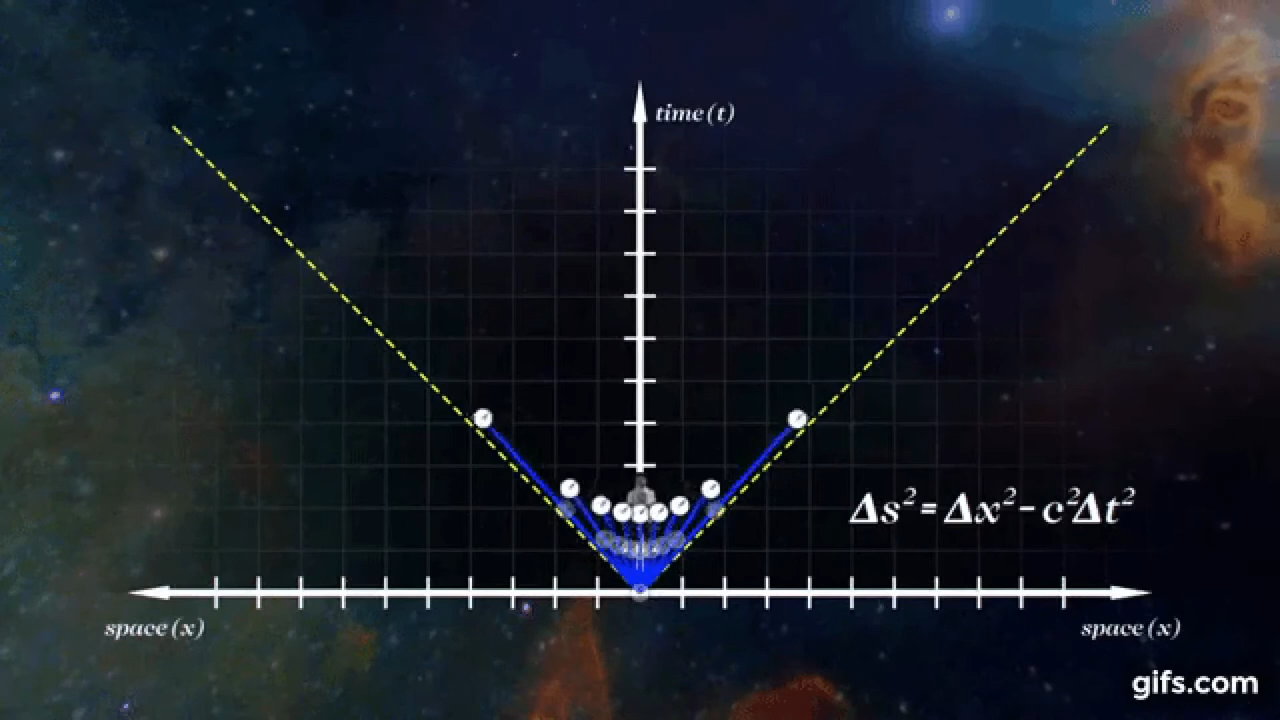 time (t)
Δs²=Δx²−c²Δt²
space (x)
space (x)
gifs.com